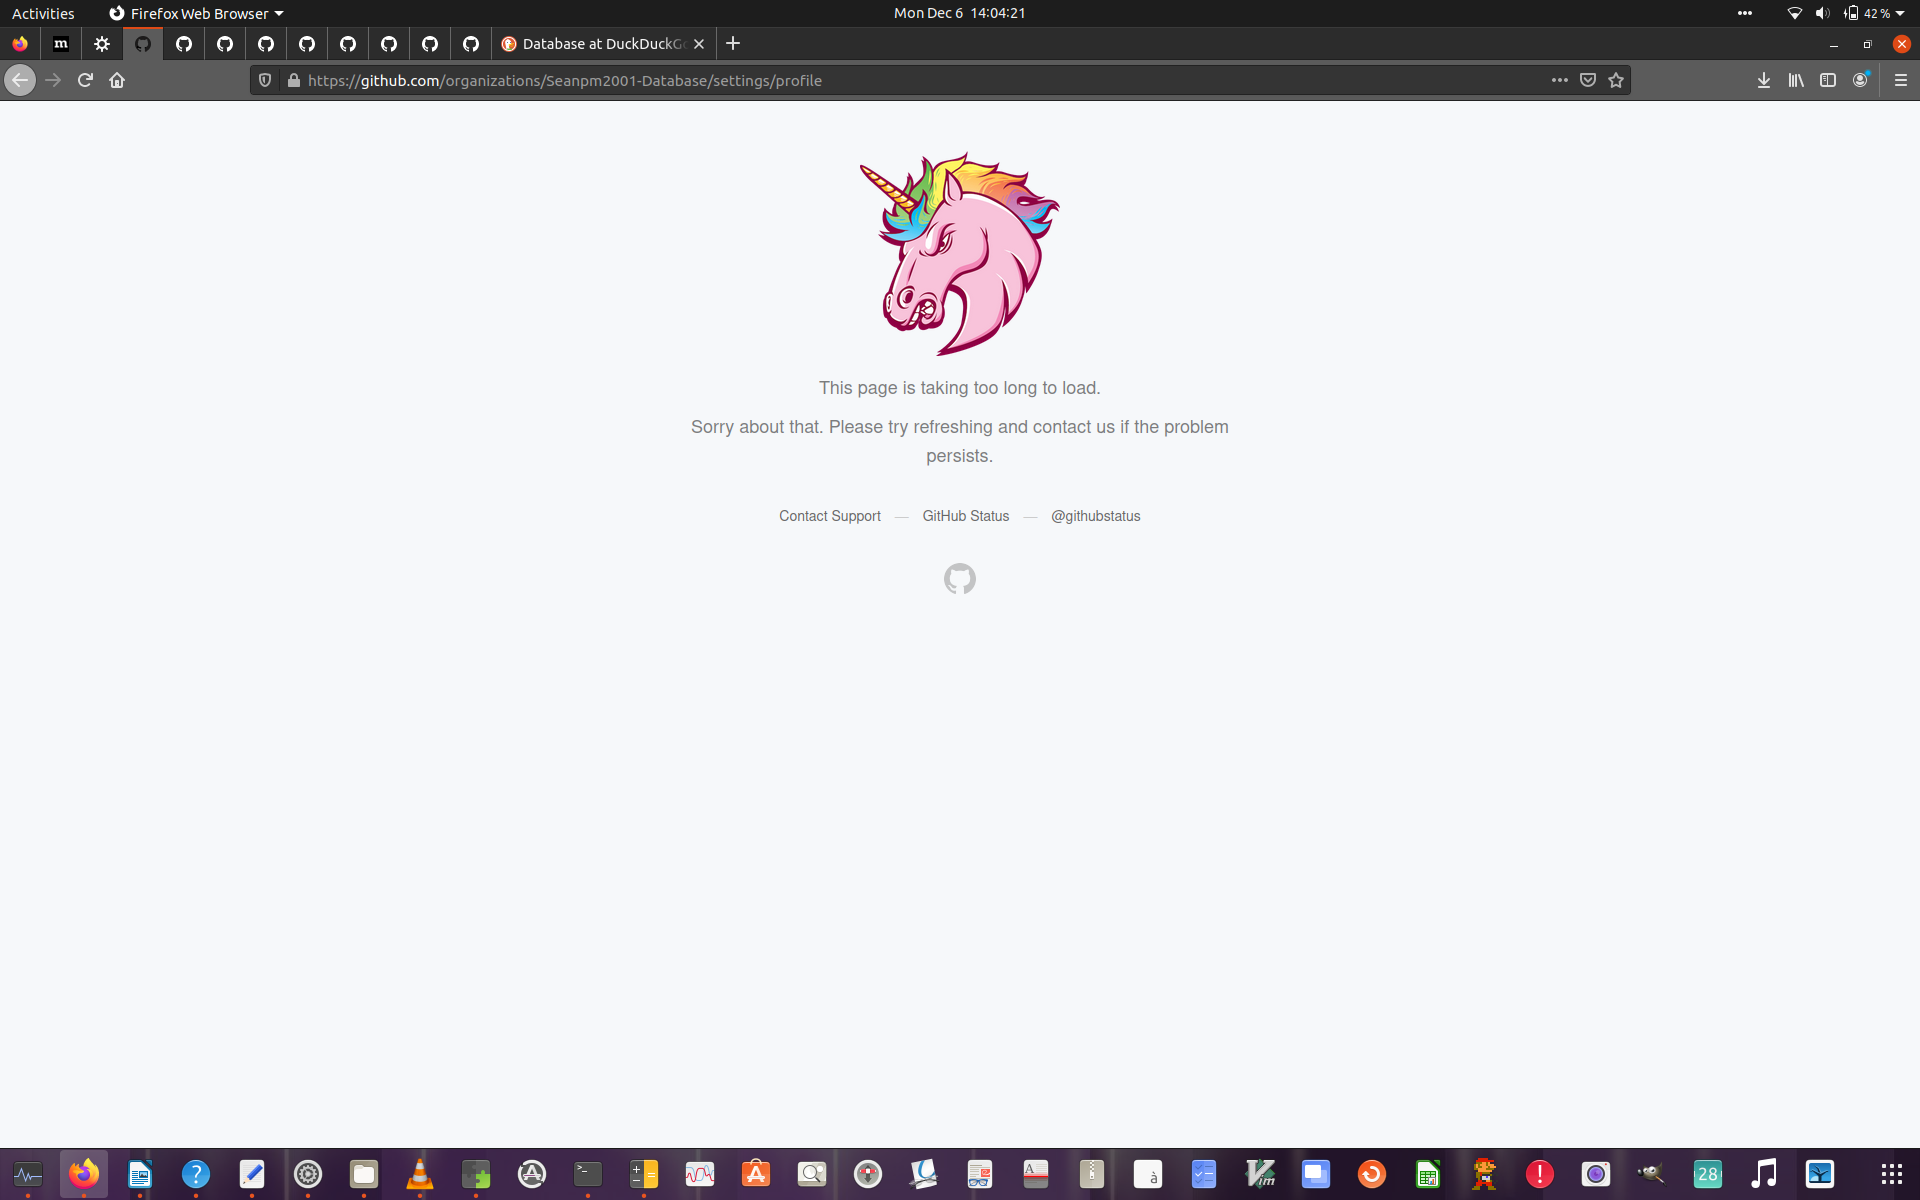 Activities
Firefox Web Browser
Mon Dec 6 14:04:21
42 %
m
Database at DuckDuckG
https://github.com/organizations/Seanpm2001-Database/settings/profile
This page is taking too long to load.
Sorry about that. Please try refreshing and contact us if the problem
persists.
Contact Support — GitHub Status — @githubstatus
?
>_
A
à
Vim
!
28